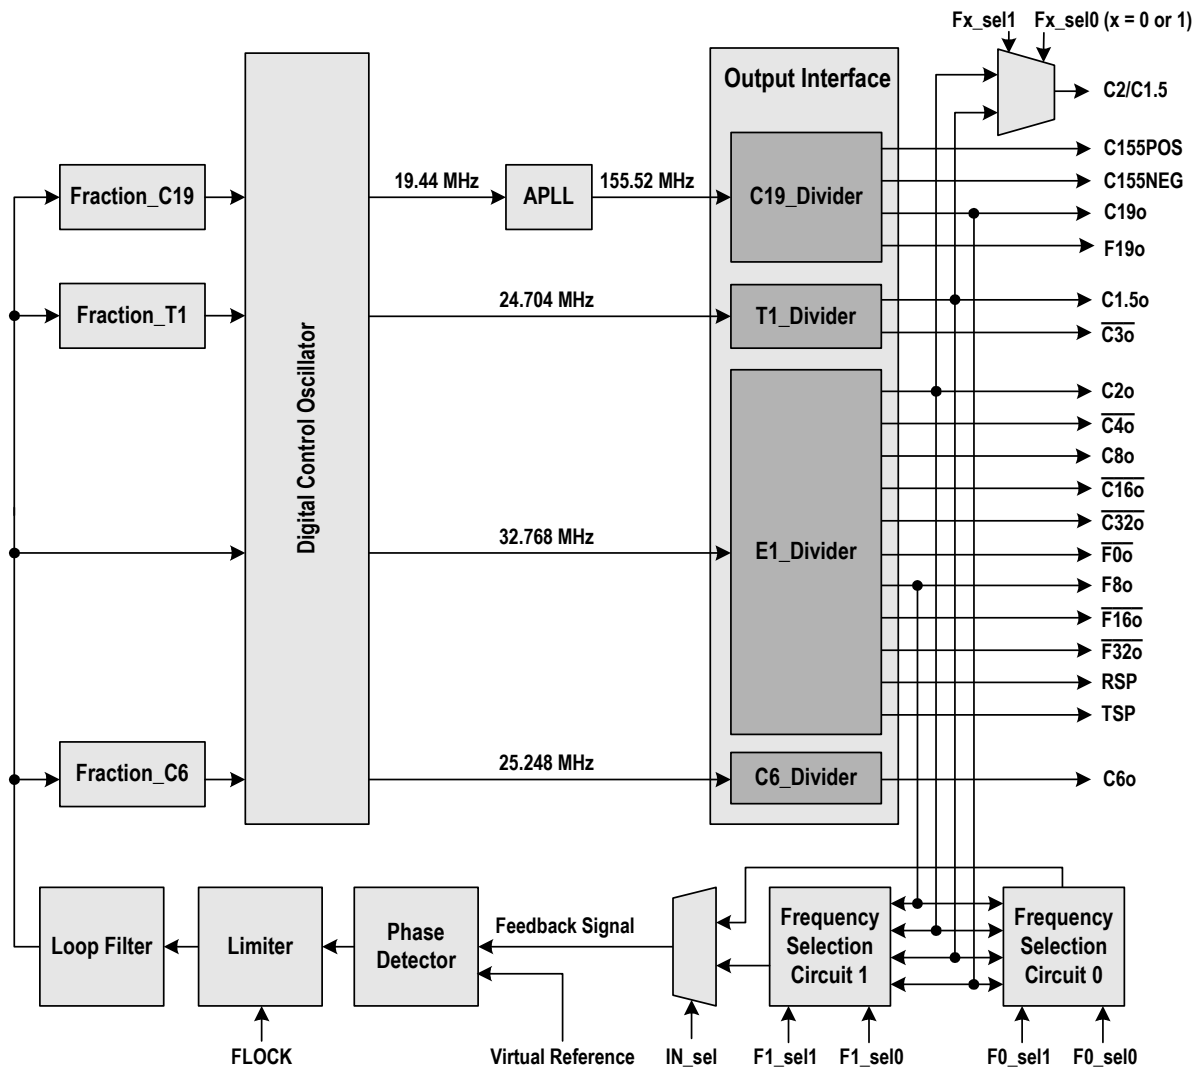 Fx_sel1
Fx_sel0 (x = 0 or 1)
Output Interface
C2/C1.5
C155POS
C155NEG
C19o
F19o
Fraction_C19
19.44 MHz
APLL
155.52 MHz
C19_Divider
Fraction_T1
24.704 MHz
T1_Divider
C1.5o
C3o
Digital Control Oscillator
C2o
C4o
C8o
C16o
C32o
32.768 MHz
E1_Divider
F0o
F8o
F16o
F32o
RSP
TSP
Fraction_C6
25.248 MHz
C6_Divider
C6o
Loop Filter
Limiter
Phase
Detector
Feedback Signal
Frequency
Selection
Circuit 1
Frequency
Selection
Circuit 0
FLOCK
Virtual Reference
IN_sel
F1_sel1
F1_sel0
F0_sel1
F0_sel0